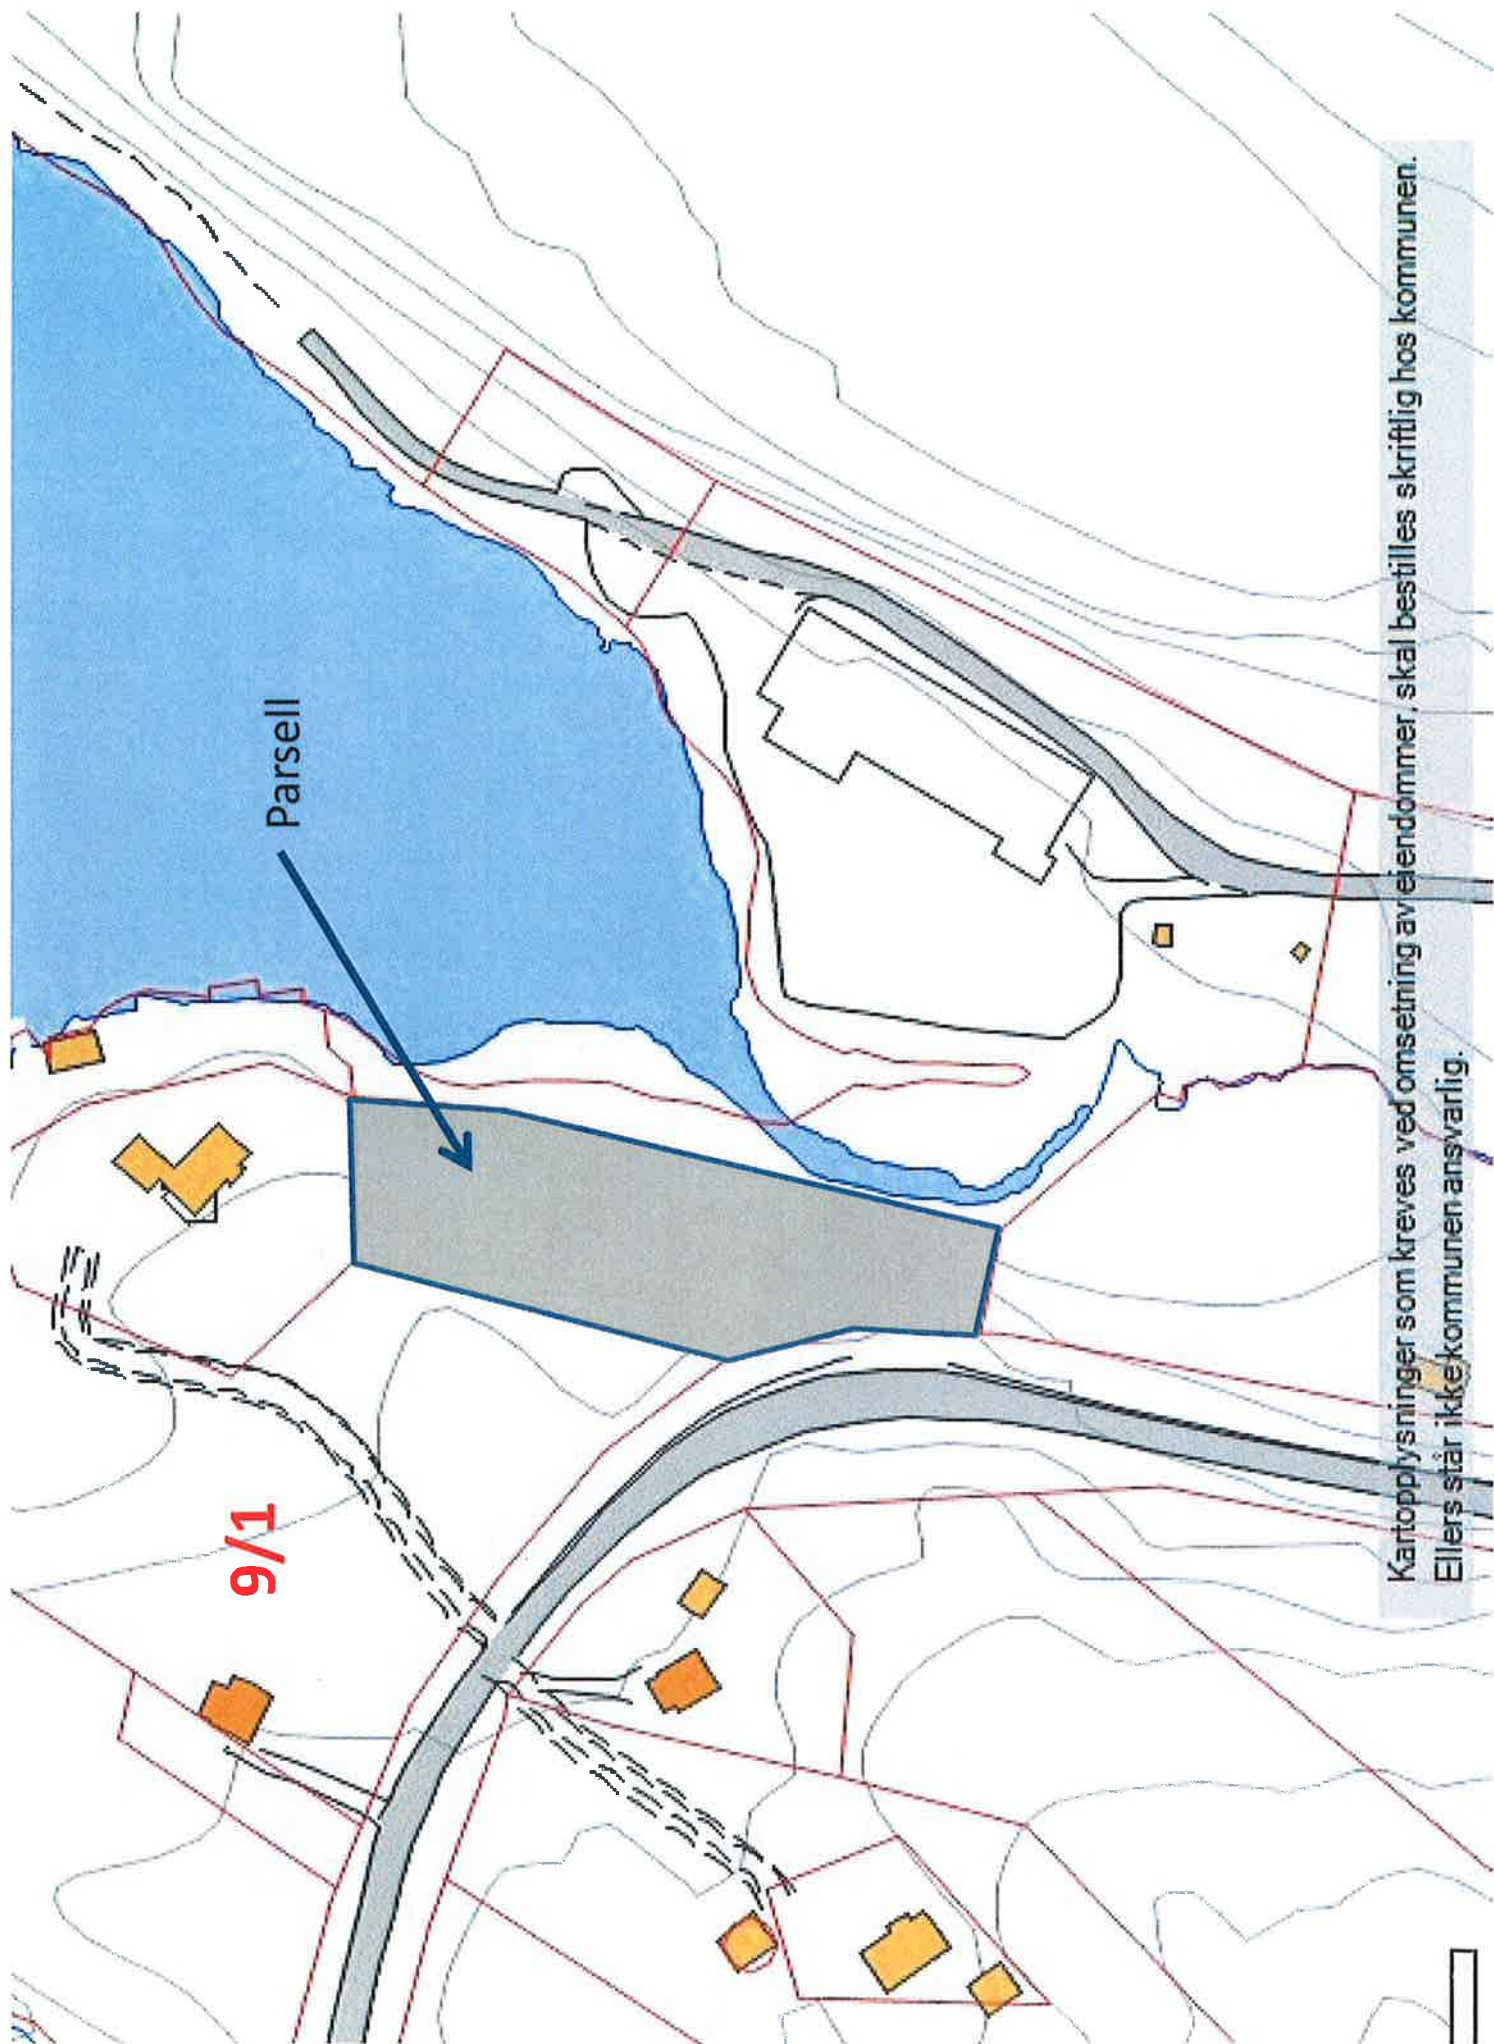 Parsell
9/1
Kartopplysninger som kreves ved omsetning av eiendommer, skal bestilles skriftlig hos kommunen.
Ellers står ikke kommunen ansvarlig.